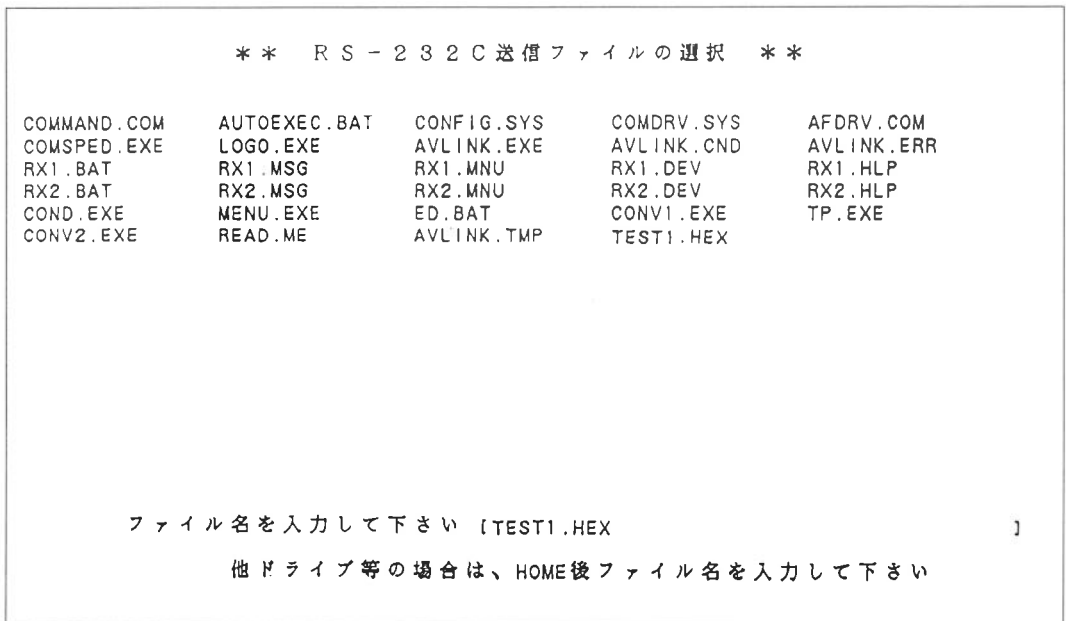 ** RS-232C送信ファイルの選択 **
COMMAND.COM AUTOEXEC.BAT CONFIG.SYS COMDRV.SYS AFDRV.COM
COMSPED.EXE LOGO.EXE AVLINK.EXE AVLINK.CND AVLINK.ERR
RX1.BAT RX1.MSG RX1.MNU RX1.DEV RX1.HLP
RX2.BAT RX2.MSG RX2.MNU RX2.DEV RX2.HLP
COND.EXE MENU.EXE ED.BAT CONV1.EXE TP.EXE
CONV2.EXE READ.ME AVLINK.TMP TEST1.HEX
ファイル名を入力して下さい [TEST1.HEX ]
他ドライブ等の場合は、HOME後ファイル名を入力して下さい